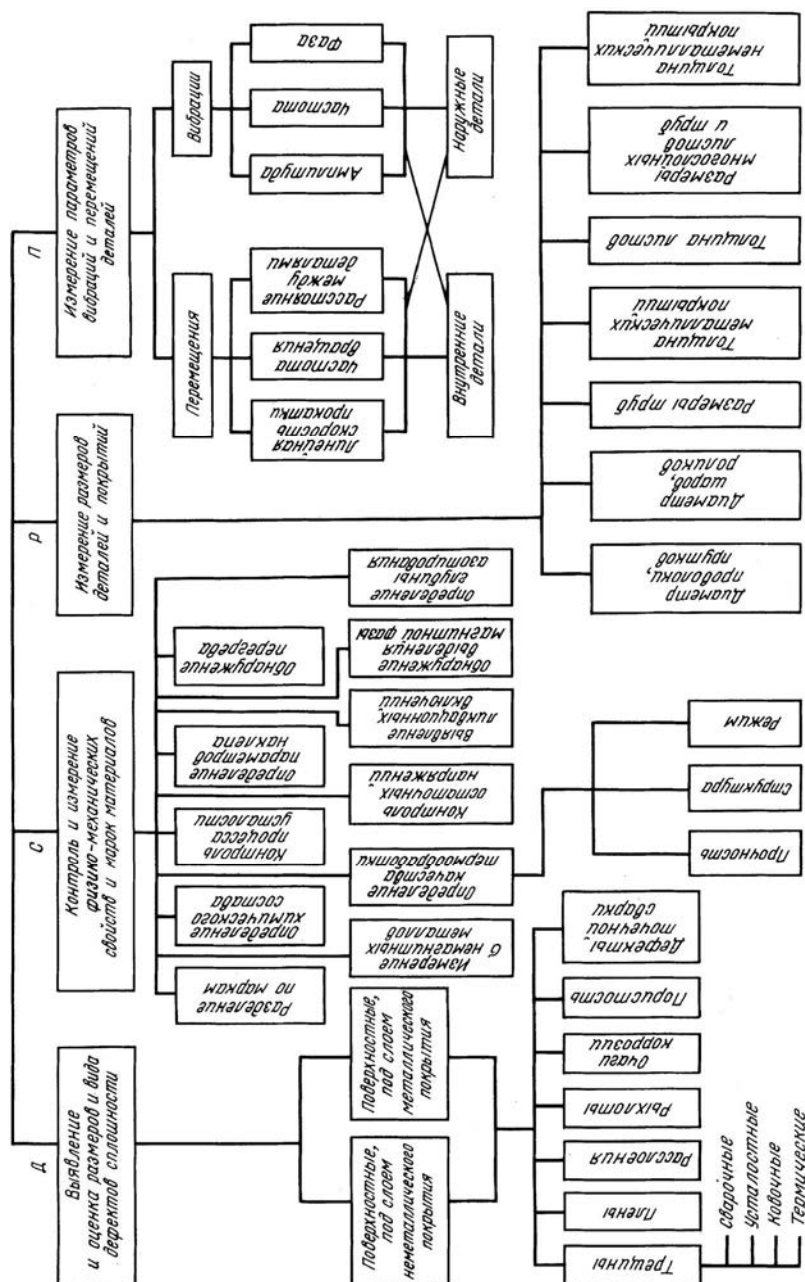 Д
Выявление
и оценка размеров и вида
дефектов сплошности
Поверхностные,
под слоем
неметаллического
покрытия
Поверхностные,
под слоем
металлического
покрытия
Трещины
Сварочные
Усталостные
Ковочные
Термические
Плены
Расслоения
Рыхлоты
Очаги
коррозии
Пористость
Дефекты
точечной
сварки
С
Контроль и измерение
физико-механических
свойств и марок материалов
Разделение
по маркам
Определение
химического
состава
Контроль
процесса
усталости
Определение
параметров
наклепа
Обнаружение
перегрева
Измерение
б немагнитных
металлов
Определение
качества
термообработки
Контроль
остаточных
напряжений
Выявление
ликвационных
включений
Обнаружение
выделения
магнитной фазы
Определение
глубины
азотирования
Прочность
Структура
Режим
Р
Измерение размеров
деталей и покрытий
Диаметр
проволоки,
прутков
Диаметр
шаров,
роликов
Размеры труб
Толщина
металлических
покрытий
Толщина листов
Размеры
многослойных
листов
и труб
Толщина
неметаллических
покрытий
П
Измерение параметров
вибраций и перемещений
деталей
Перемещения
Вибрации
Линейная
скорость
прокатки
Частота
вращения
Расстояние
между
деталями
Амплитуда
Частота
Фаза
Внутренние
детали
Наружные
детали